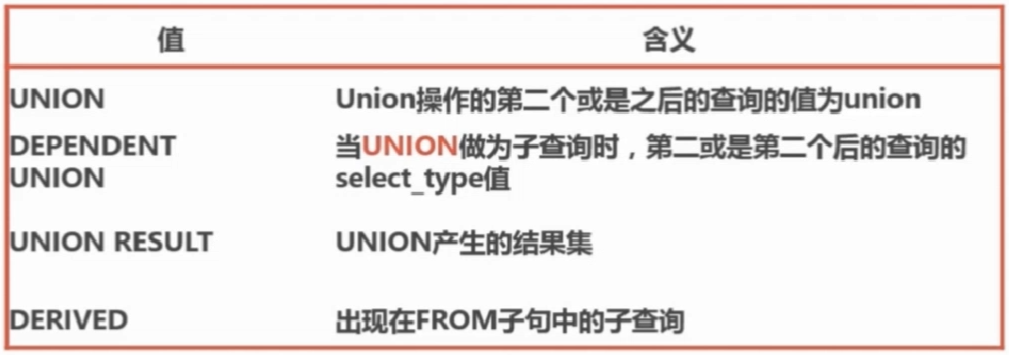 值 含义
UNION Union操作的第二个或是之后的查询的值为union
DEPENDENT 当UNION做为子查询时，第二或是第二个后的查询的
UNION select_type值
UNION RESULT UNION产生的结果集
DERIVED 出现在FROM子句中的子查询